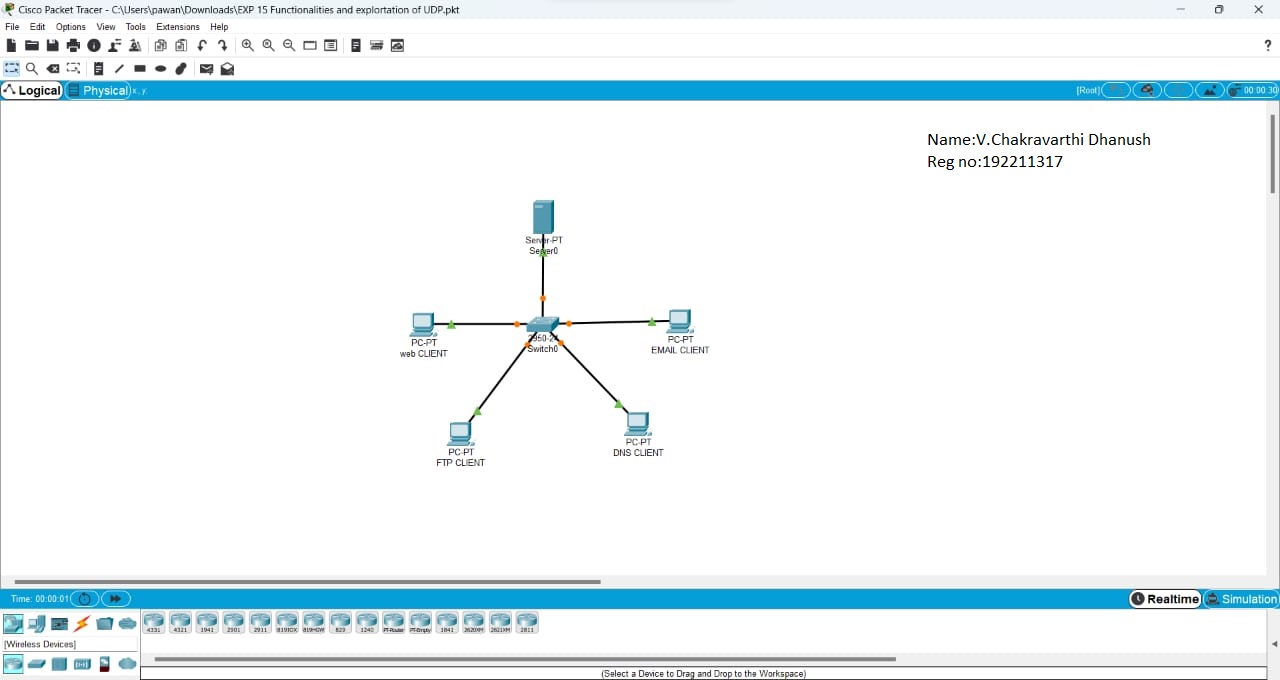 Cisco Packet Tracer - C:\Users\pawan\Downloads\EXP 15 Functionalities and explortation of UDP.pkt
File Edit Options View Tools Extensions Help
?
Logical Physical x, y [Root] 00:00:30
Name:V.Chakravarthi Dhanush
Reg no:192211317
Server-PT
Server0
PC-PT
web CLIENT
2950-24
Switch0
PC-PT
EMAIL CLIENT
PC-PT
FTP CLIENT
PC-PT
DNS CLIENT
Time: 00:00:01 Realtime Simulation
4331 4321 1941 2901 2911 819IOX 819HGW 829 1240 PT-Router PT-Empty 1841 2620XM 2621XM 2811
[Wireless Devices]
(Select a Device to Drag and Drop to the Workspace)